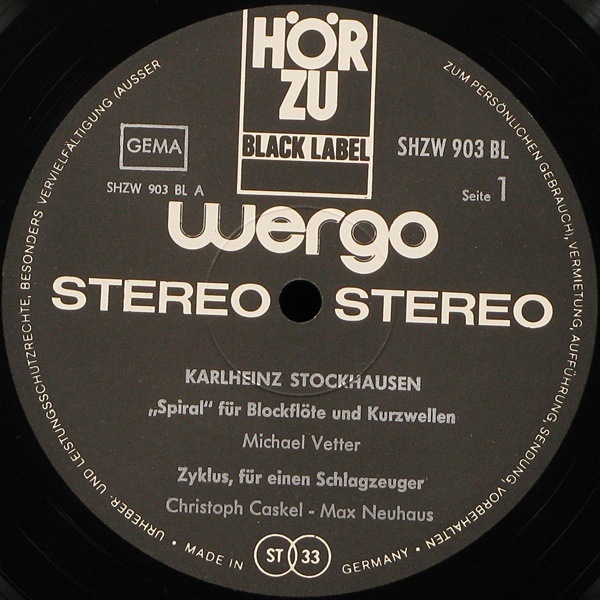 HÖR
ZU
BLACK LABEL
GEMA
SHZW 903 BL
SHZW 903 BL A
Seite 1
wergo
STEREO STEREO
KARLHEINZ STOCKHAUSEN
„Spiral“ für Blockflöte und Kurzwellen
Michael Vetter
Zyklus, für einen Schlagzeuger
Christoph Caskel - Max Neuhaus
URHEBER- UND LEISTUNGSSCHUTZRECHTE, BESONDERS VERVIELFÄLTIGUNG (AUSSER
ZUM PERSÖNLICHEN GEBRAUCH), VERMIETUNG, AUFFÜHRUNG, SENDUNG, VORBEHALTEN
• MADE IN ST 33 GERMANY •